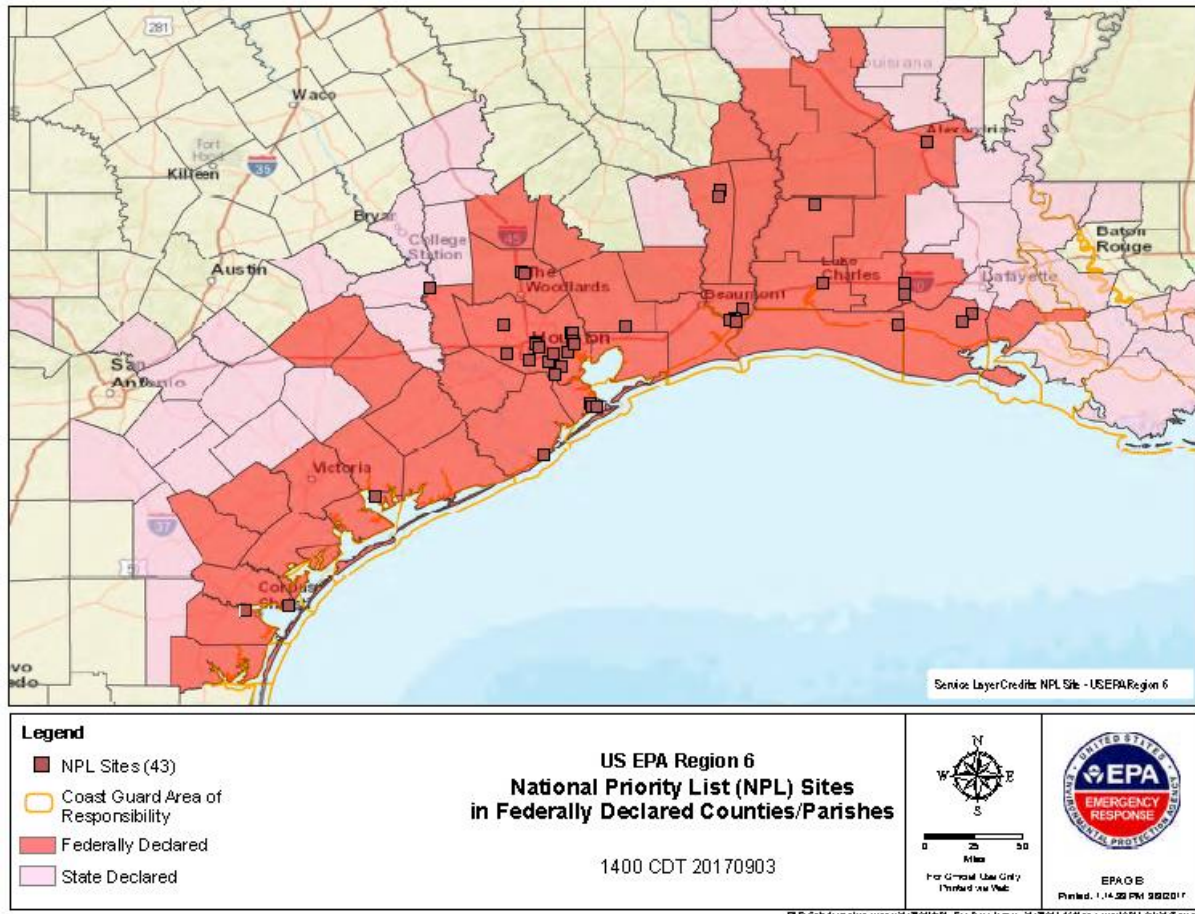 281
Waco
Louisiana
Alexandria
Fort
Hood
Killeen
35
Bryan
College
Station
45
Baton
Rouge
Austin
The
Woodlands
Lake
Charles
10
Lafayette
Beaumont
Houston
San
Antonio
Victoria
37
Corpus
Christi
Service Layer Credits: NPL Site - US EPA Region 6
Legend
NPL Sites (43)
Coast Guard Area of
Responsibility
Federally Declared
State Declared
US EPA Region 6
National Priority List (NPL) Sites
in Federally Declared Counties/Parishes
1400 CDT 20170903
N
W E
S
0 25 50
Miles
For Official Use Only
Printed via Web
UNITED STATES
EPA
EMERGENCY
RESPONSE
ENVIRONMENTAL PROTECTION AGENCY